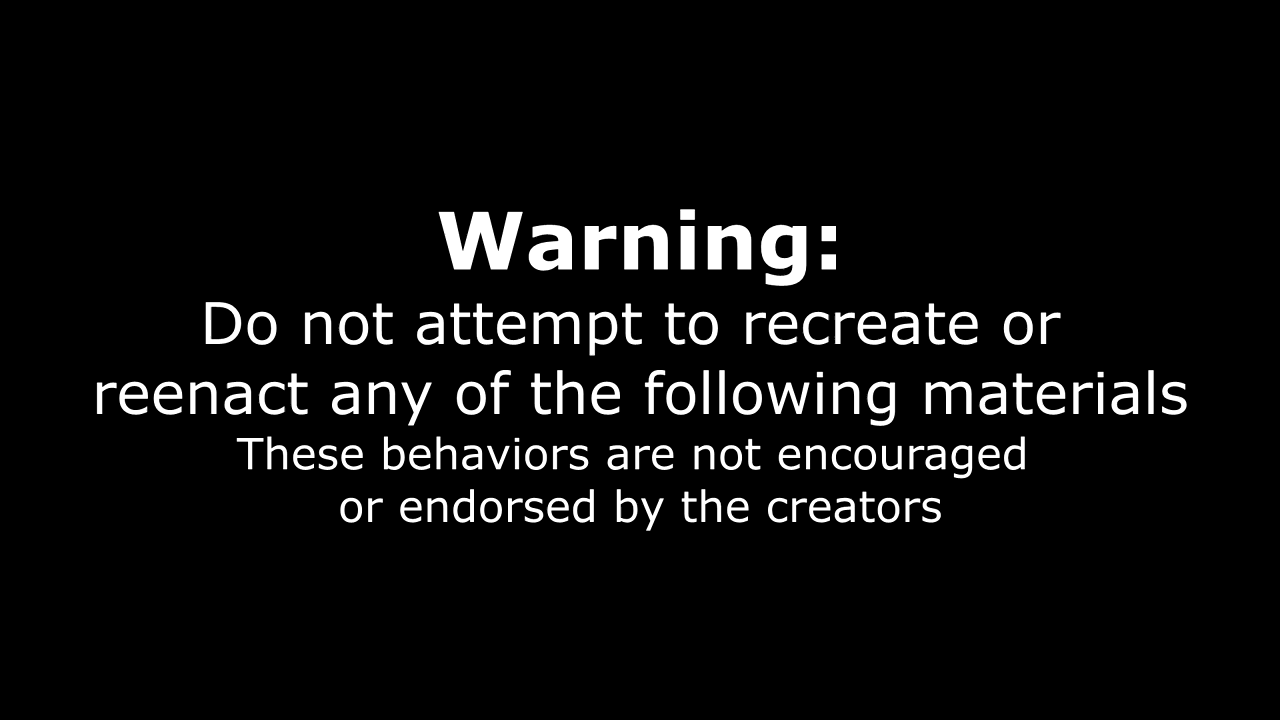 Warning:
Do not attempt to recreate or
reenact any of the following materials
These behaviors are not encouraged
or endorsed by the creators